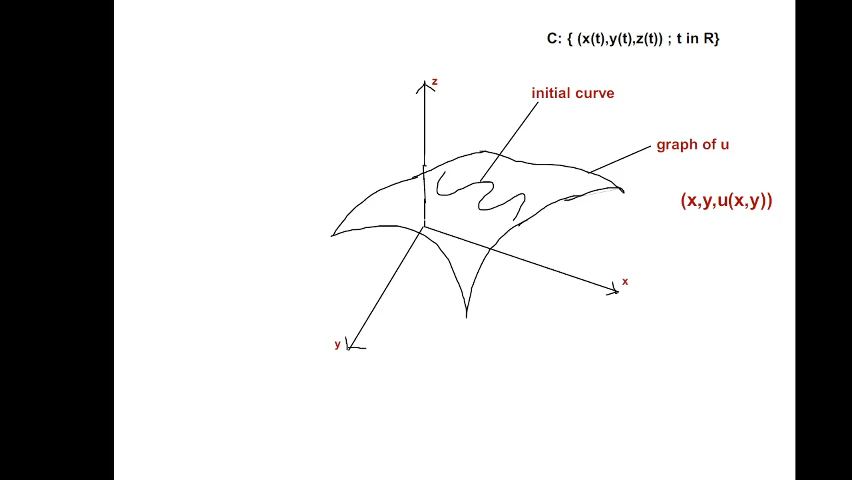 C: { (x(t),y(t),z(t)) ; t in R}
z
initial curve
graph of u
(x,y,u(x,y))
x
y